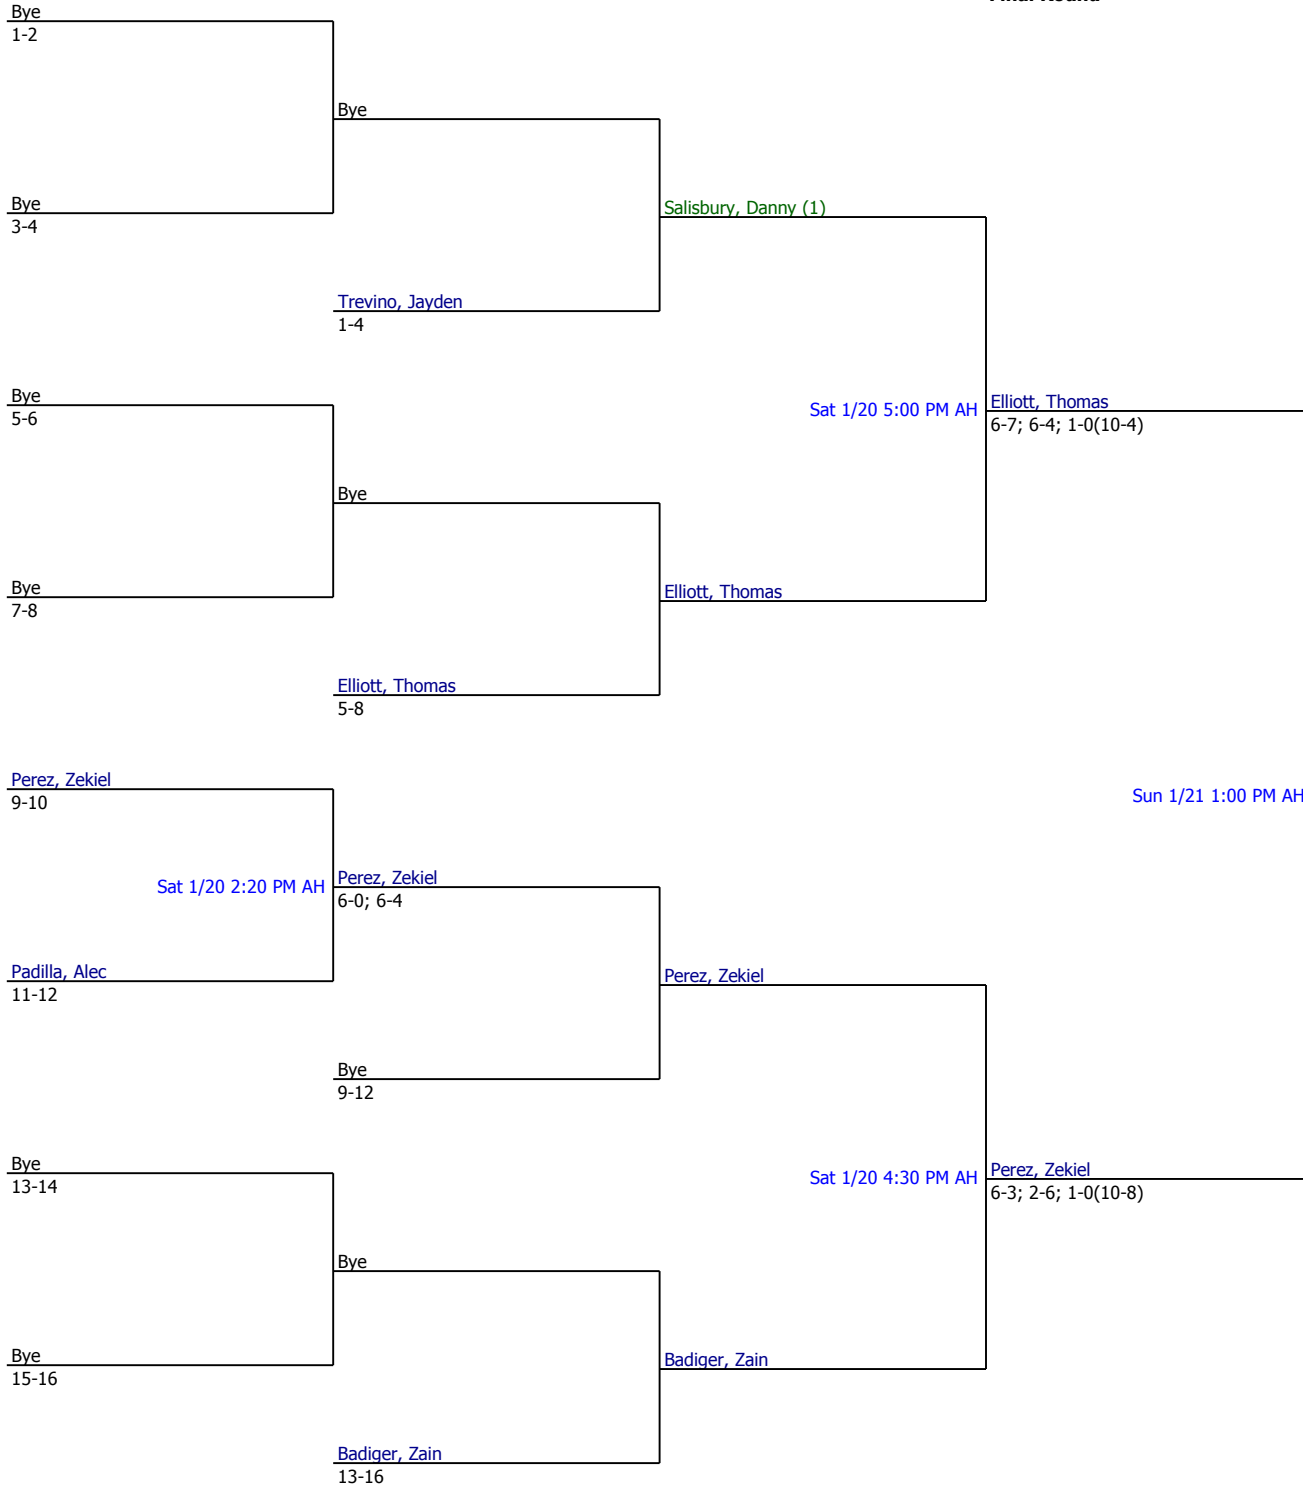 Final Round
Bye
1-2
Bye
Bye
3-4
Salisbury, Danny (1)
Trevino, Jayden
1-4
Bye
5-6
Sat 1/20 5:00 PM AH
Elliott, Thomas
6-7; 6-4; 1-0(10-4)
Bye
Bye
7-8
Elliott, Thomas
Elliott, Thomas
5-8
Perez, Zekiel
9-10
Sun 1/21 1:00 PM AH
Sat 1/20 2:20 PM AH
Perez, Zekiel
6-0; 6-4
Padilla, Alec
11-12
Perez, Zekiel
Bye
9-12
Bye
13-14
Sat 1/20 4:30 PM AH
Perez, Zekiel
6-3; 2-6; 1-0(10-8)
Bye
Bye
15-16
Badiger, Zain
Badiger, Zain
13-16